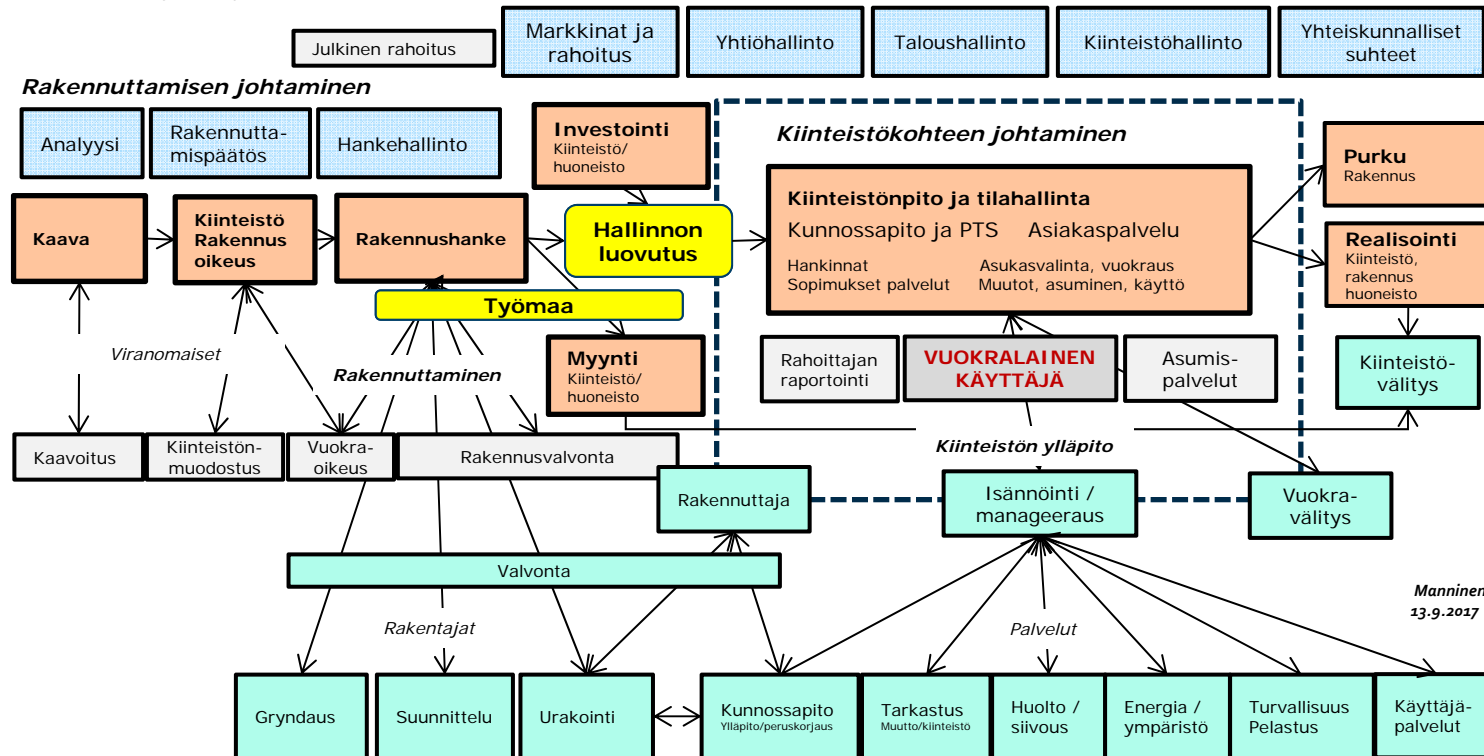 Julkinen rahoitus
Markkinat ja
rahoitus
Yhtiöhallinto
Taloushallinto
Kiinteistöhallinto
Yhteiskunnalliset
suhteet
Rakennuttamisen johtaminen
Analyysi
Rakennutta-
mispäätös
Hankehallinto
Investointi
Kiinteistö/
huoneisto
Kiinteistökohteen johtaminen
Purku
Rakennus
Kaava
Kiinteistö
Rakennus
oikeus
Rakennushanke
Hallinnon
luovutus
Kiinteistönpito ja tilahallinta
Kunnossapito ja PTS Asiakaspalvelu
Hankinnat Asukasvalinta, vuokraus
Sopimukset palvelut Muutot, asuminen, käyttö
Realisointi
Kiinteistö,
rakennus
huoneisto
Työmaa
Viranomaiset
Rakennuttaminen
Myynti
Kiinteistö/
huoneisto
Rahoittajan
raportointi
VUOKRALAINEN
KÄYTTÄJÄ
Asumis-
palvelut
Kiinteistö-
välitys
Kaavoitus
Kiinteistön-
muodostus
Vuokra-
oikeus
Rakennusvalvonta
Kiinteistön ylläpito
Rakennuttaja
Isännöinti /
manageeraus
Vuokra-
välitys
Valvonta
Manninen
13.9.2017
Rakentajat
Palvelut
Gryndaus
Suunnittelu
Urakointi
Kunnossapito
Ylläpito/peruskorjaus
Tarkastus
Muutto/kiinteistö
Huolto /
siivous
Energia /
ympäristö
Turvallisuus
Pelastus
Käyttäjä-
palvelut